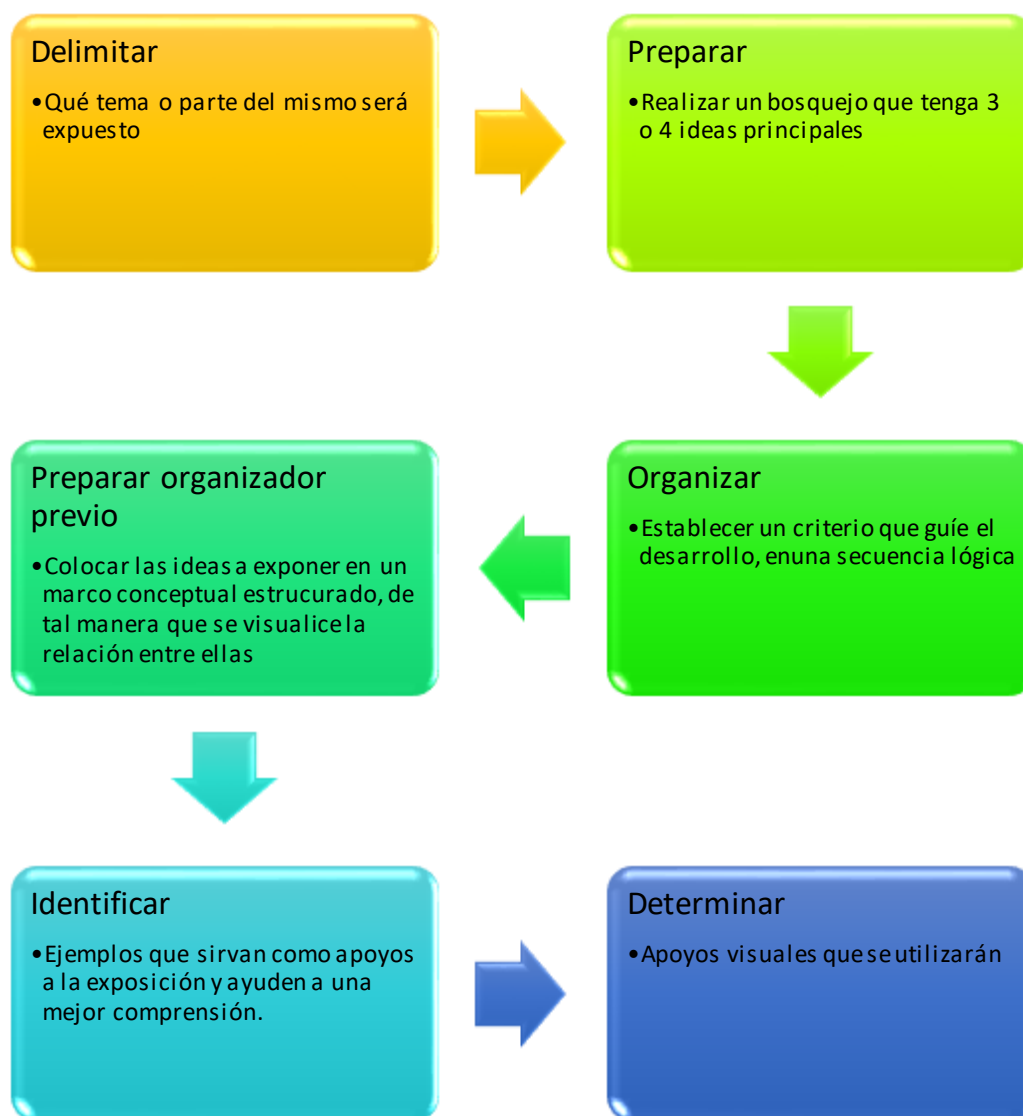 Delimitar
•Qué tema o parte del mismo será
expuesto
Preparar
•Realizar un bosquejo que tenga 3
o 4 ideas principales
Organizar
•Establecer un criterio que guíe el
desarrollo, enuna secuencia lógica
Preparar organizador
previo
•Colocar las ideas a exponer en un
marco conceptual estrucurado, de
tal manera que se visualice la
relación entre ellas
Identificar
•Ejemplos que sirvan como apoyos
a la exposición y ayuden a una
mejor comprensión.
Determinar
•Apoyos visuales que se utilizarán